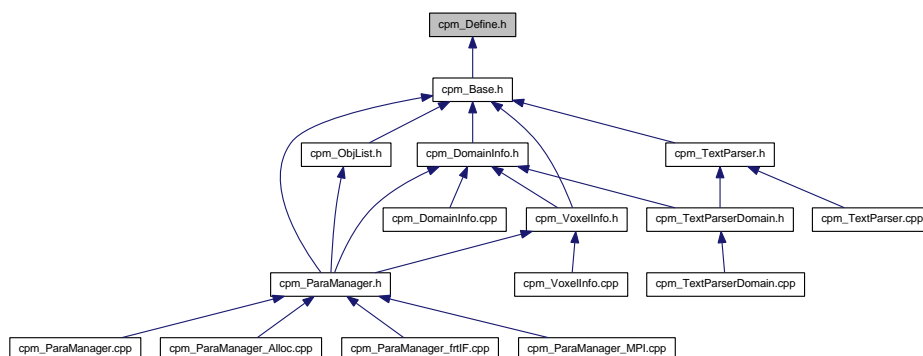 cpm_Define.h
cpm_Base.h
cpm_ObjList.h
cpm_DomainInfo.h
cpm_TextParser.h
cpm_DomainInfo.cpp
cpm_VoxelInfo.h
cpm_TextParserDomain.h
cpm_TextParser.cpp
cpm_ParaManager.h
cpm_VoxelInfo.cpp
cpm_TextParserDomain.cpp
cpm_ParaManager.cpp
cpm_ParaManager_Alloc.cpp
cpm_ParaManager_frtIF.cpp
cpm_ParaManager_MPI.cpp